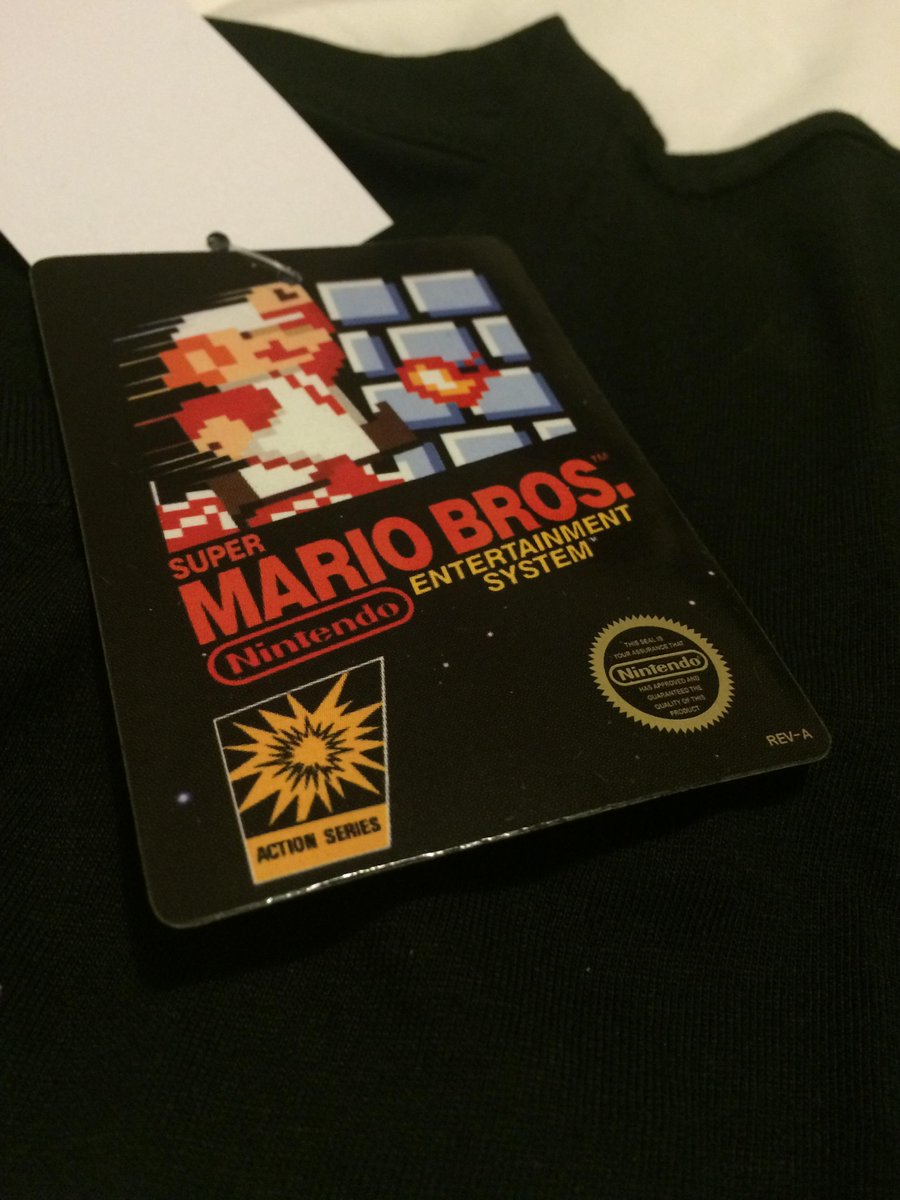 SUPER
MARIO BROS.™
ENTERTAINMENT
SYSTEM™
Nintendo
THIS SEAL IS
YOUR ASSURANCE THAT
Nintendo®
HAS APPROVED AND
GUARANTEES THE
QUALITY OF THIS
PRODUCT
REV-A
ACTION SERIES